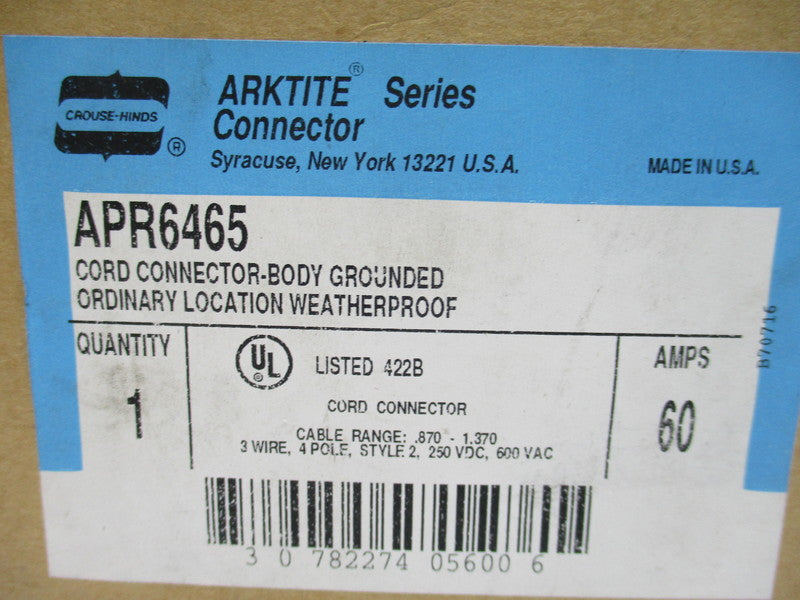 CROUSE-HINDS
®
ARKTITE® Series
Connector
Syracuse, New York 13221 U.S.A.
MADE IN U.S.A.
APR6465
CORD CONNECTOR-BODY GROUNDED
ORDINARY LOCATION WEATHERPROOF
QUANTITY
1
UL ®
LISTED 422B
CORD CONNECTOR
CABLE RANGE: .870 - 1.370
3 WIRE, 4 POLE, STYLE 2, 250 VDC, 600 VAC
AMPS
60
B70716
3 0 782274 05600 6